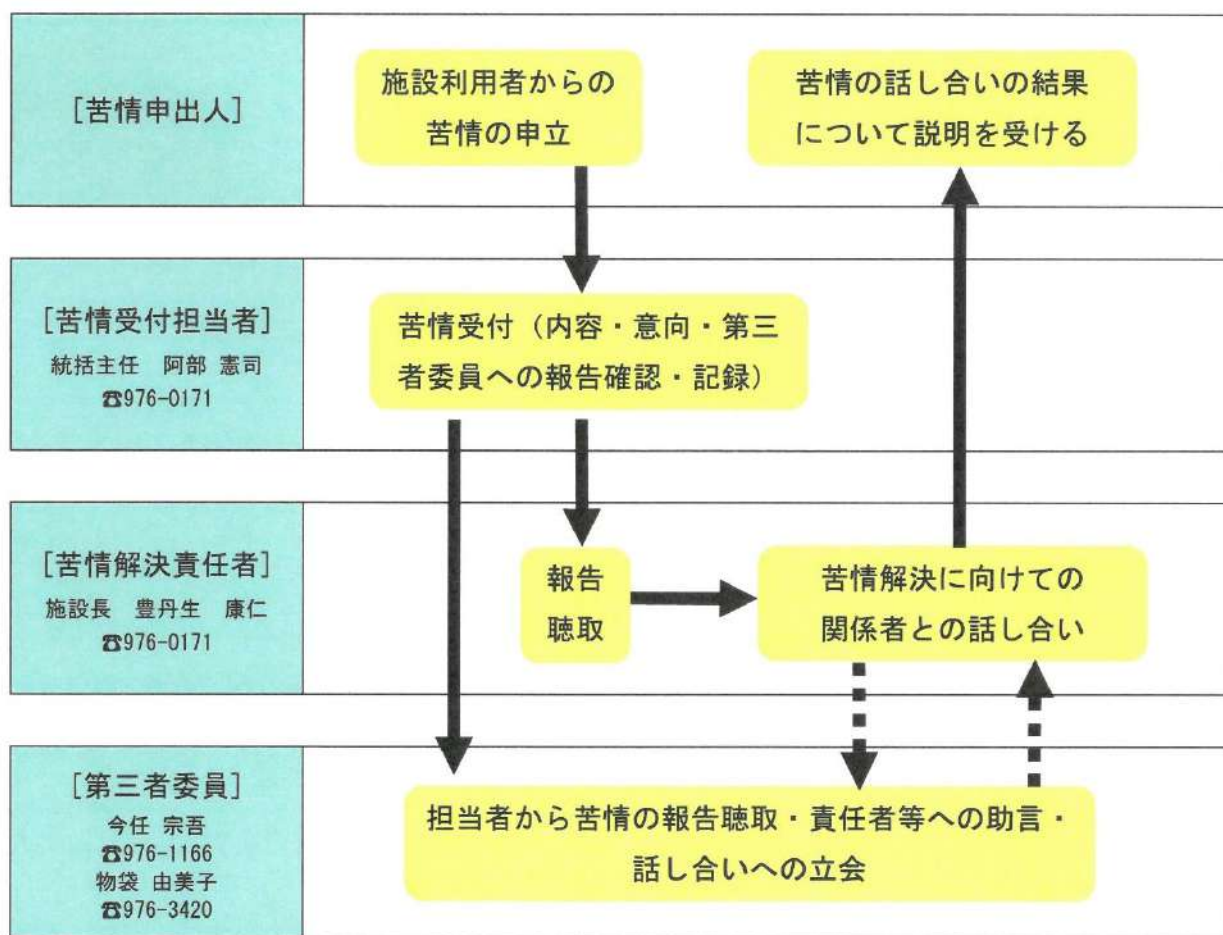 [苦情申出人]
施設利用者からの
苦情の申立
苦情の話し合いの結果
について説明を受ける
[苦情受付担当者]
統括主任　阿部 憲司
☎976-0171
苦情受付（内容・意向・第三
者委員への報告確認・記録）
[苦情解決責任者]
施設長　豊丹生　康仁
☎976-0171
報告
聴取
苦情解決に向けての
関係者との話し合い
[第三者委員]
今任 宗吾
☎976-1166
物袋 由美子
☎976-3420
担当者から苦情の報告聴取・責任者等への助言・
話し合いへの立会